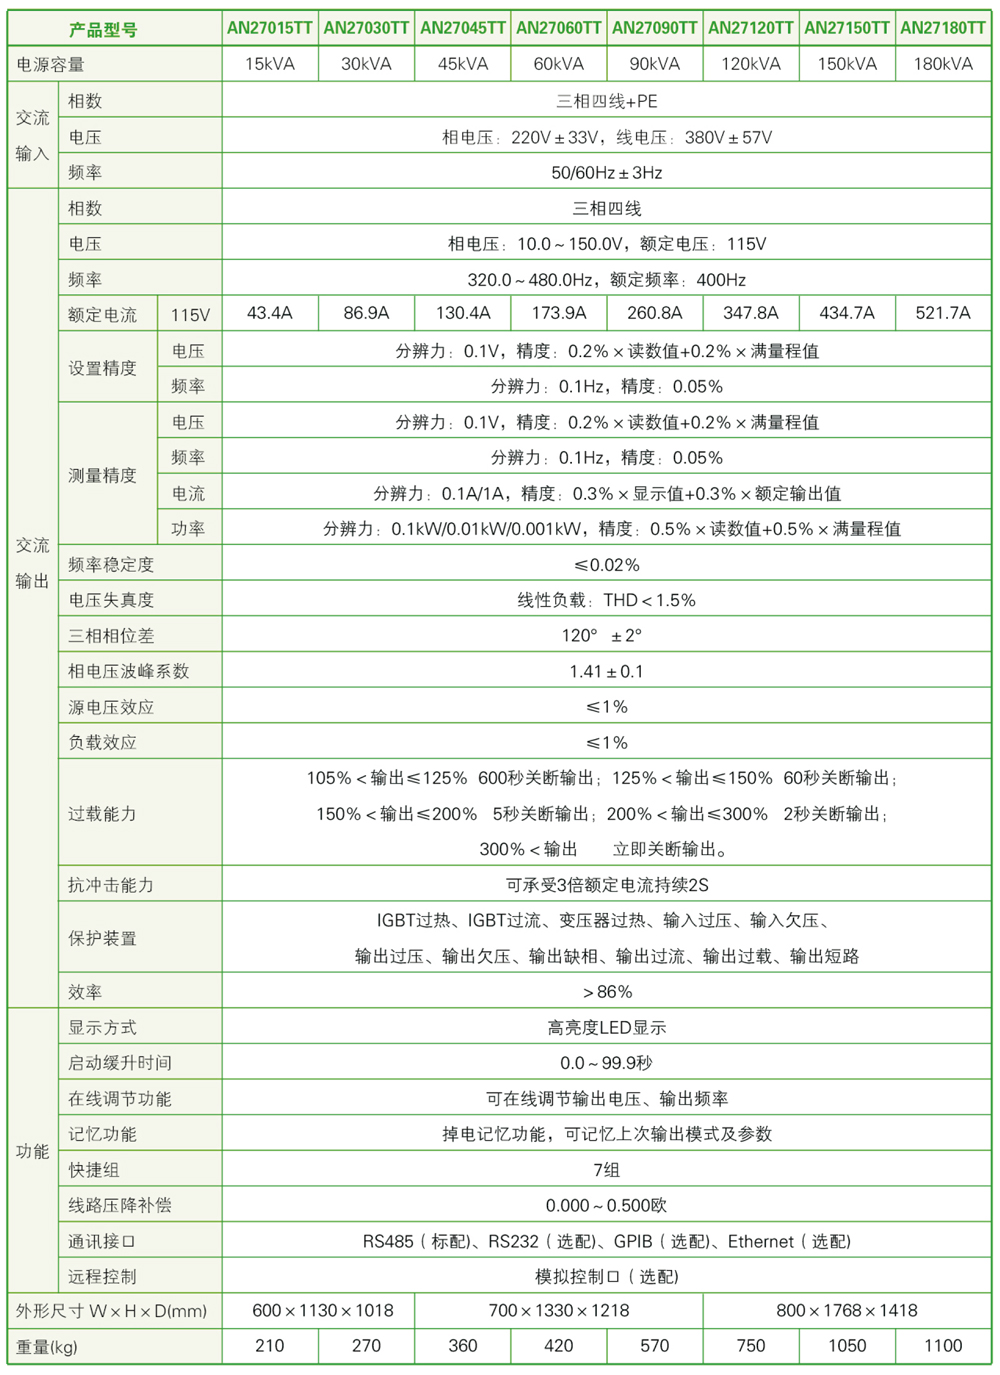 产品型号 AN27015TT AN27030TT AN27045TT AN27060TT AN27090TT AN27120TT AN27150TT AN27180TT
电源容量 15kVA 30kVA 45kVA 60kVA 90kVA 120kVA 150kVA 180kVA
交流
输入
相数 三相四线+PE
电压 相电压：220V±33V，线电压：380V±57V
频率 50/60Hz±3Hz
交流
输出
相数 三相四线
电压 相电压：10.0～150.0V，额定电压：115V
频率 320.0～480.0Hz，额定频率：400Hz
额定电流 115V 43.4A 86.9A 130.4A 173.9A 260.8A 347.8A 434.7A 521.7A
设置精度
电压 分辨力：0.1V，精度：0.2%×读数值+0.2%×满量程值
频率 分辨力：0.1Hz，精度：0.05%
测量精度
电压 分辨力：0.1V，精度：0.2%×读数值+0.2%×满量程值
频率 分辨力：0.1Hz，精度：0.05%
电流 分辨力：0.1A/1A，精度：0.3%×显示值+0.3%×额定输出值
功率 分辨力：0.1kW/0.01kW/0.001kW，精度：0.5%×读数值+0.5%×满量程值
频率稳定度 ≤0.02%
电压失真度 线性负载：THD＜1.5%
三相相位差 120° ±2°
相电压波峰系数 1.41±0.1
源电压效应 ≤1%
负载效应 ≤1%
过载能力
105%＜输出≤125% 600秒关断输出；125%＜输出≤150% 60秒关断输出；
150%＜输出≤200% 5秒关断输出；200%＜输出≤300% 2秒关断输出；
300%＜输出 立即关断输出。
抗冲击能力 可承受3倍额定电流持续2S
保护装置
IGBT过热、IGBT过流、变压器过热、输入过压、输入欠压、
输出过压、输出欠压、输出缺相、输出过流、输出过载、输出短路
效率 ＞86%
功能
显示方式 高亮度LED显示
启动缓升时间 0.0～99.9秒
在线调节功能 可在线调节输出电压、输出频率
记忆功能 掉电记忆功能，可记忆上次输出模式及参数
快捷组 7组
线路压降补偿 0.000～0.500欧
通讯接口 RS485（标配）、RS232（选配）、GPIB（选配）、Ethernet（选配）
远程控制 模拟控制口（选配）
外形尺寸 W×H×D(mm) 600×1130×1018 700×1330×1218 800×1768×1418
重量(kg) 210 270 360 420 570 750 1050 1100